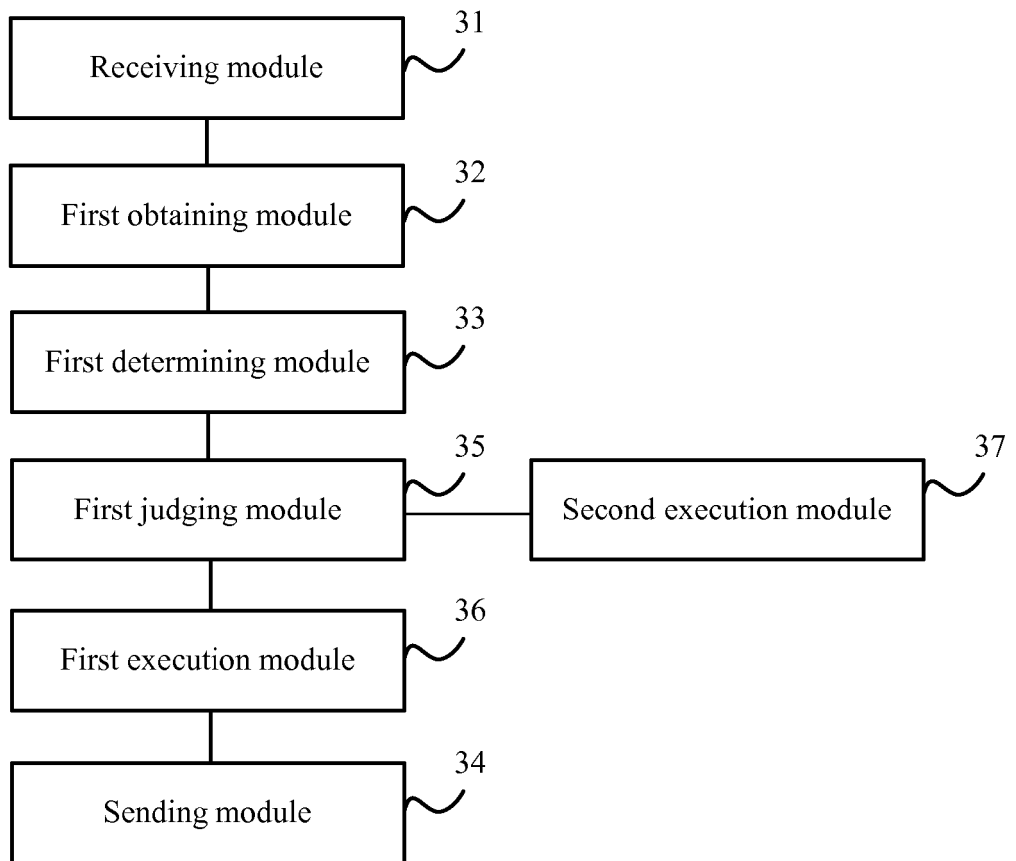 31
Receiving module
32
First obtaining module
33
First determining module
35
First judging module
37
Second execution module
36
First execution module
34
Sending module